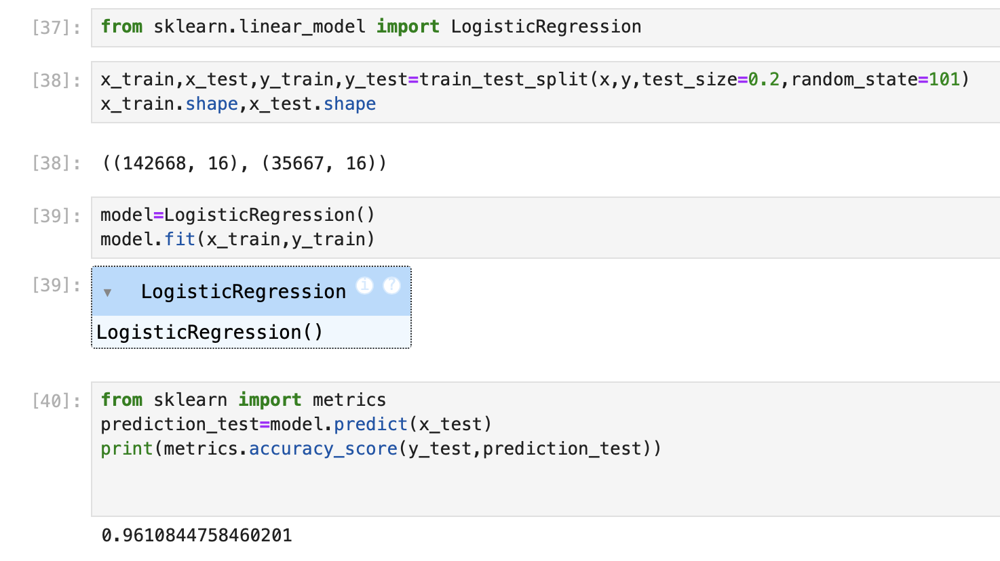 [37]: from sklearn.linear_model import LogisticRegression
[38]: x_train,x_test,y_train,y_test=train_test_split(x,y,test_size=0.2,random_state=101)
x_train.shape,x_test.shape
[38]: ((142668, 16), (35667, 16))
[39]: model=LogisticRegression()
model.fit(x_train,y_train)
[39]: ▾ LogisticRegression i ?
LogisticRegression()
[40]: from sklearn import metrics
prediction_test=model.predict(x_test)
print(metrics.accuracy_score(y_test,prediction_test))
0.9610844758460201